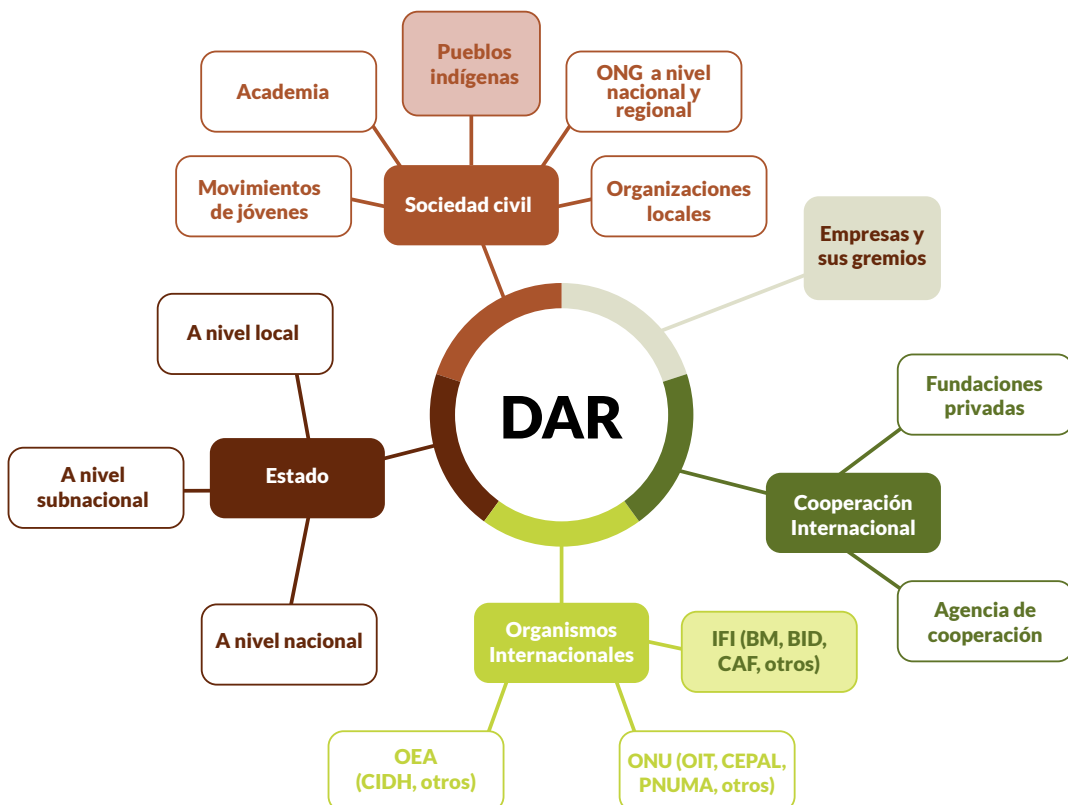 Pueblos
indígenas
Academia
ONG a nivel
nacional y
regional
Movimientos
de jóvenes
Sociedad civil
Organizaciones
locales
Empresas y
sus gremios
A nivel local
DAR
Fundaciones
privadas
A nivel
subnacional
Estado
Cooperación
Internacional
A nivel nacional
Organismos
Internacionales
IFI (BM, BID,
CAF, otros)
Agencia de
cooperación
OEA
(CIDH, otros)
ONU (OIT, CEPAL,
PNUMA, otros)